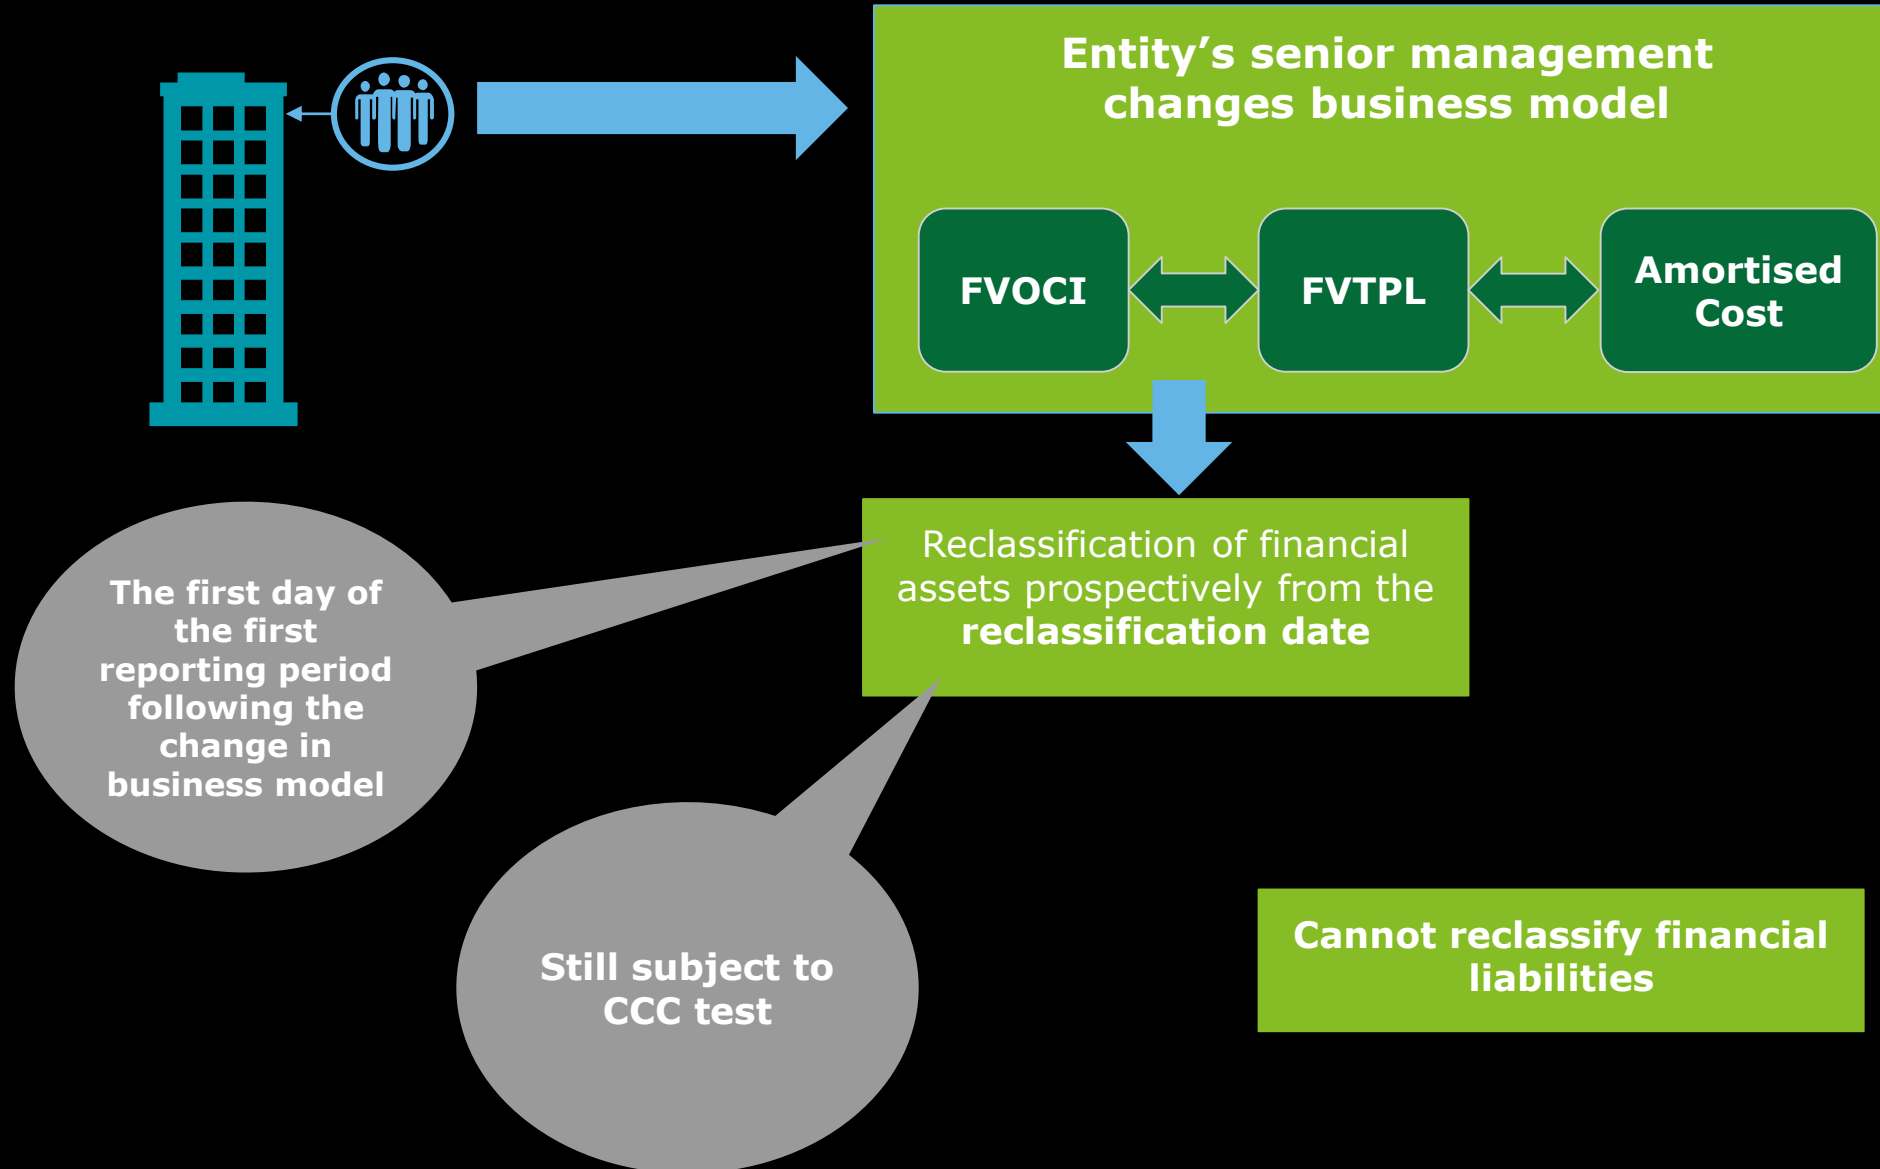 Entity’s senior management
changes business model
FVOCI
FVTPL
Amortised
Cost
Reclassification of financial
assets prospectively from the
reclassification date
The first day of
the first
reporting period
following the
change in
business model
Still subject to
CCC test
Cannot reclassify financial
liabilities